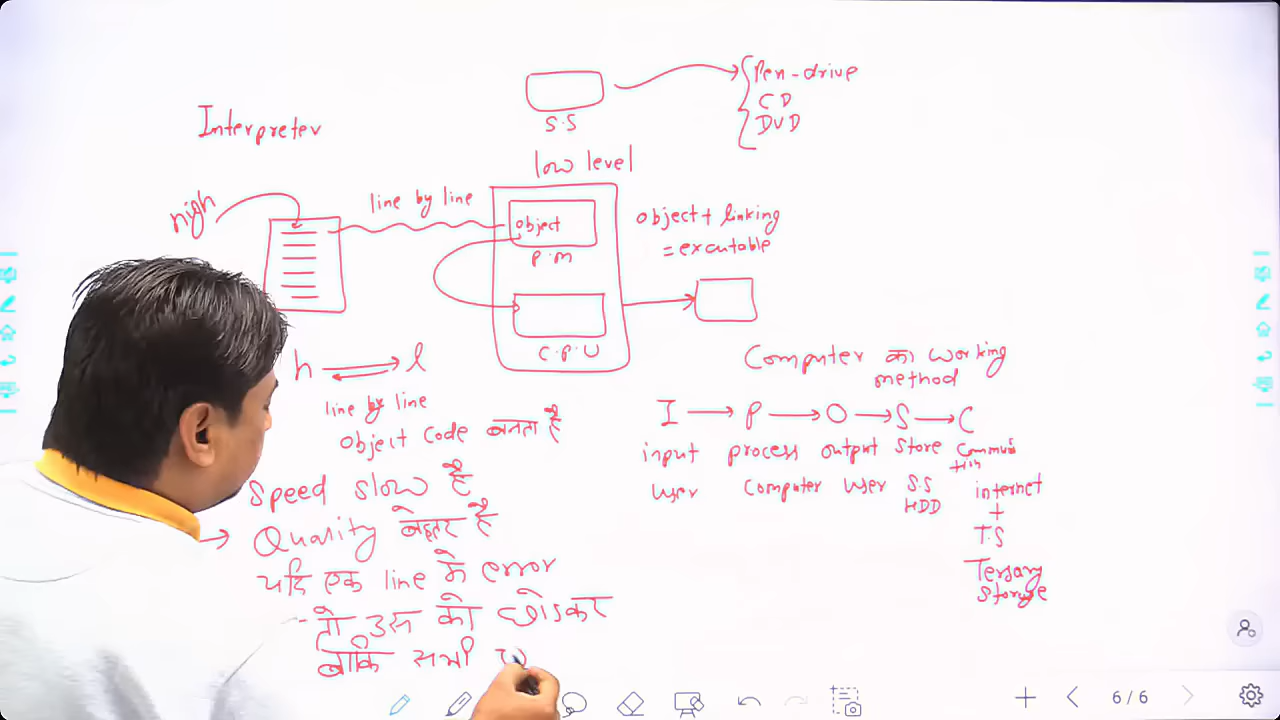 Interpreter
S.S
Pen-drive
CD
DVD
low level
high
line by line
object
P.M
C.P.U
object + linking
= excutable
h ⇌ l
line by line
object code बनता है
Speed slow है
→ Quality बेहतर है
यदि एक line मे error
तो उस को छोडकर
बाकि सभी
Computer का working
method
I → P → O → S → C
input process output store
user Computer user S.S internet
HDD +
T.S
Tersary
storage
6/6